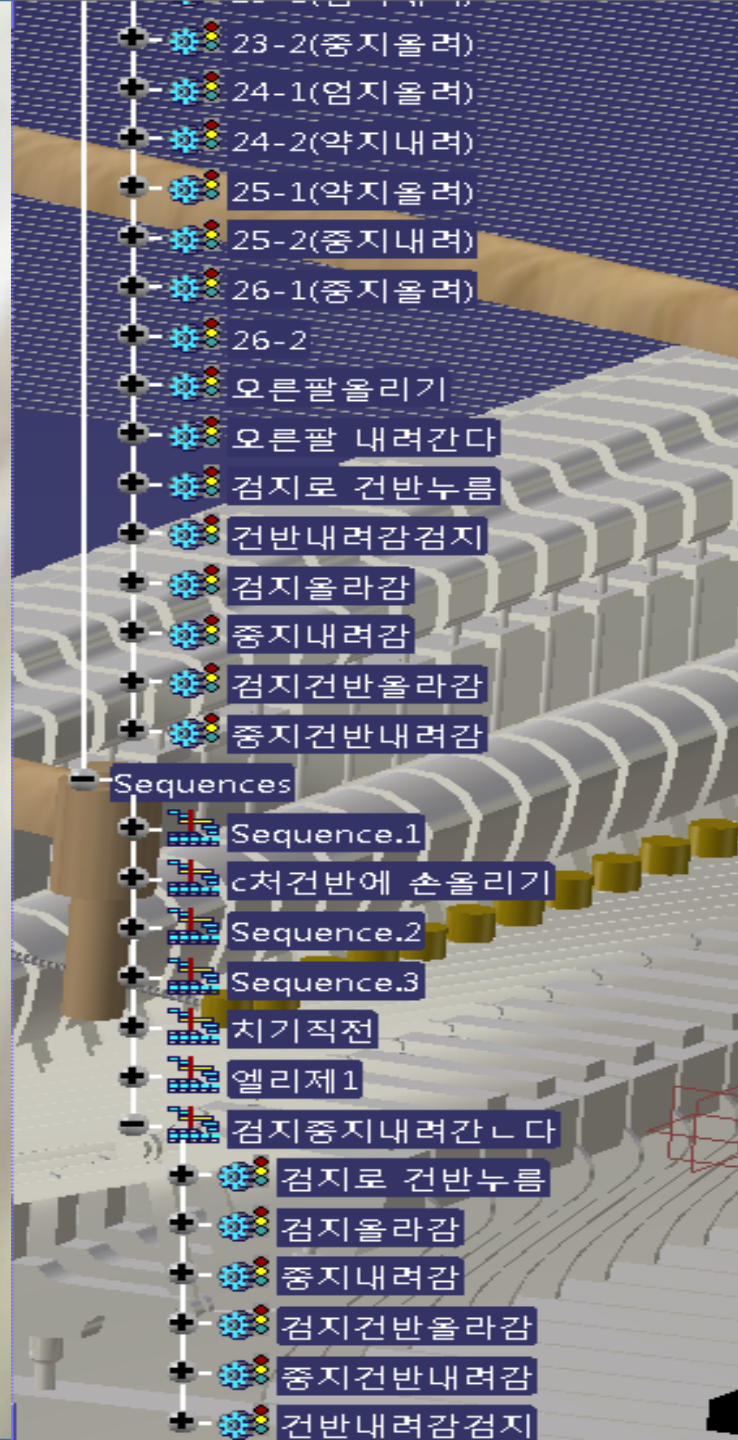 23-2(중지올려)
24-1(엄지올려)
24-2(약지내려)
25-1(약지올려)
25-2(중지내려)
26-1(중지올려)
26-2
오른팔올리기
오른팔 내려간다
검지로 건반누름
건반내려감검지
검지올라감
중지내려감
검지건반올라감
중지건반내려감
Sequences
Sequence.1
c처건반에 손올리기
Sequence.2
Sequence.3
치기직전
엘리제1
검지중지내려간ㄴ다
검지로 건반누름
검지올라감
중지내려감
검지건반올라감
중지건반내려감
건반내려감검지